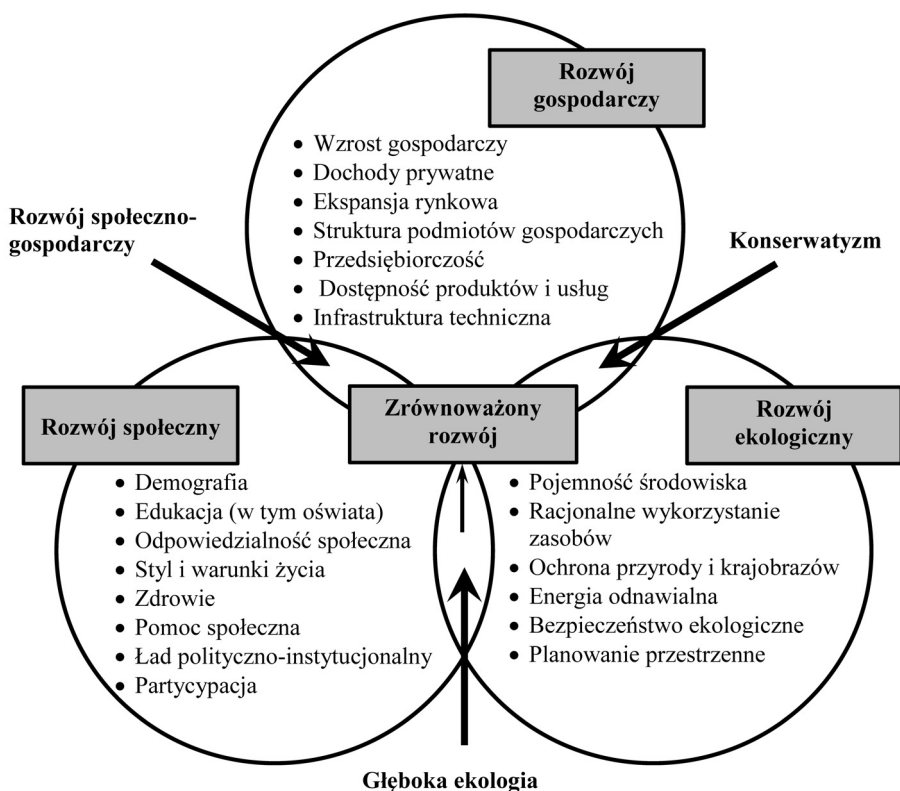 Rozwój
gospodarczy
• Wzrost gospodarczy
• Dochody prywatne
• Ekspansja rynkowa
• Struktura podmiotów gospodarczych
• Przedsiębiorczość
• Dostępność produktów i usług
• Infrastruktura techniczna
Rozwój społeczno-
gospodarczy
Konserwatyzm
Rozwój społeczny
Zrównoważony
rozwój
Rozwój
ekologiczny
• Demografia
• Edukacja (w tym oświata)
• Odpowiedzialność społeczna
• Styl i warunki życia
• Zdrowie
• Pomoc społeczna
• Ład polityczno-instytucjonalny
• Partycypacja
• Pojemność środowiska
• Racjonalne wykorzystanie
zasobów
• Ochrona przyrody i krajobrazów
• Energia odnawialna
• Bezpieczeństwo ekologiczne
• Planowanie przestrzenne
Głęboka ekologia